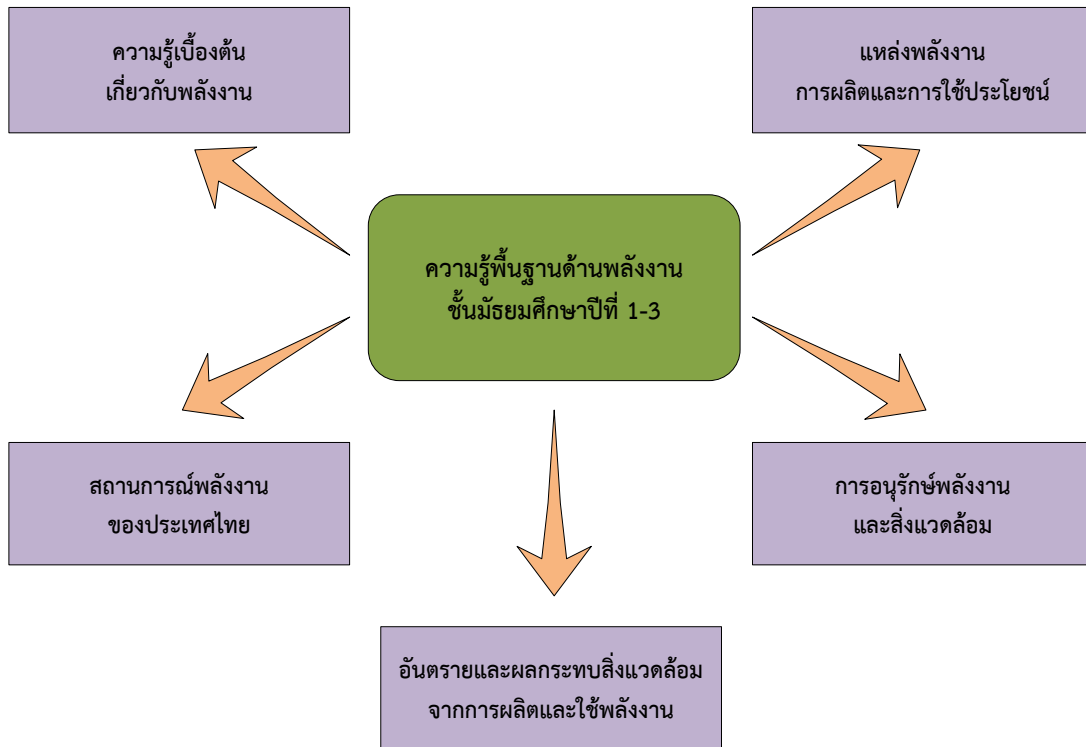 ความรู้เบื้องต้น
เกี่ยวกับพลังงาน
แหล่งพลังงาน
การผลิตและการใช้ประโยชน์
ความรู้พื้นฐานด้านพลังงาน
ชั้นมัธยมศึกษาปีที่ 1-3
สถานการณ์พลังงาน
ของประเทศไทย
การอนุรักษ์พลังงาน
และสิ่งแวดล้อม
อันตรายและผลกระทบสิ่งแวดล้อม
จากการผลิตและใช้พลังงาน